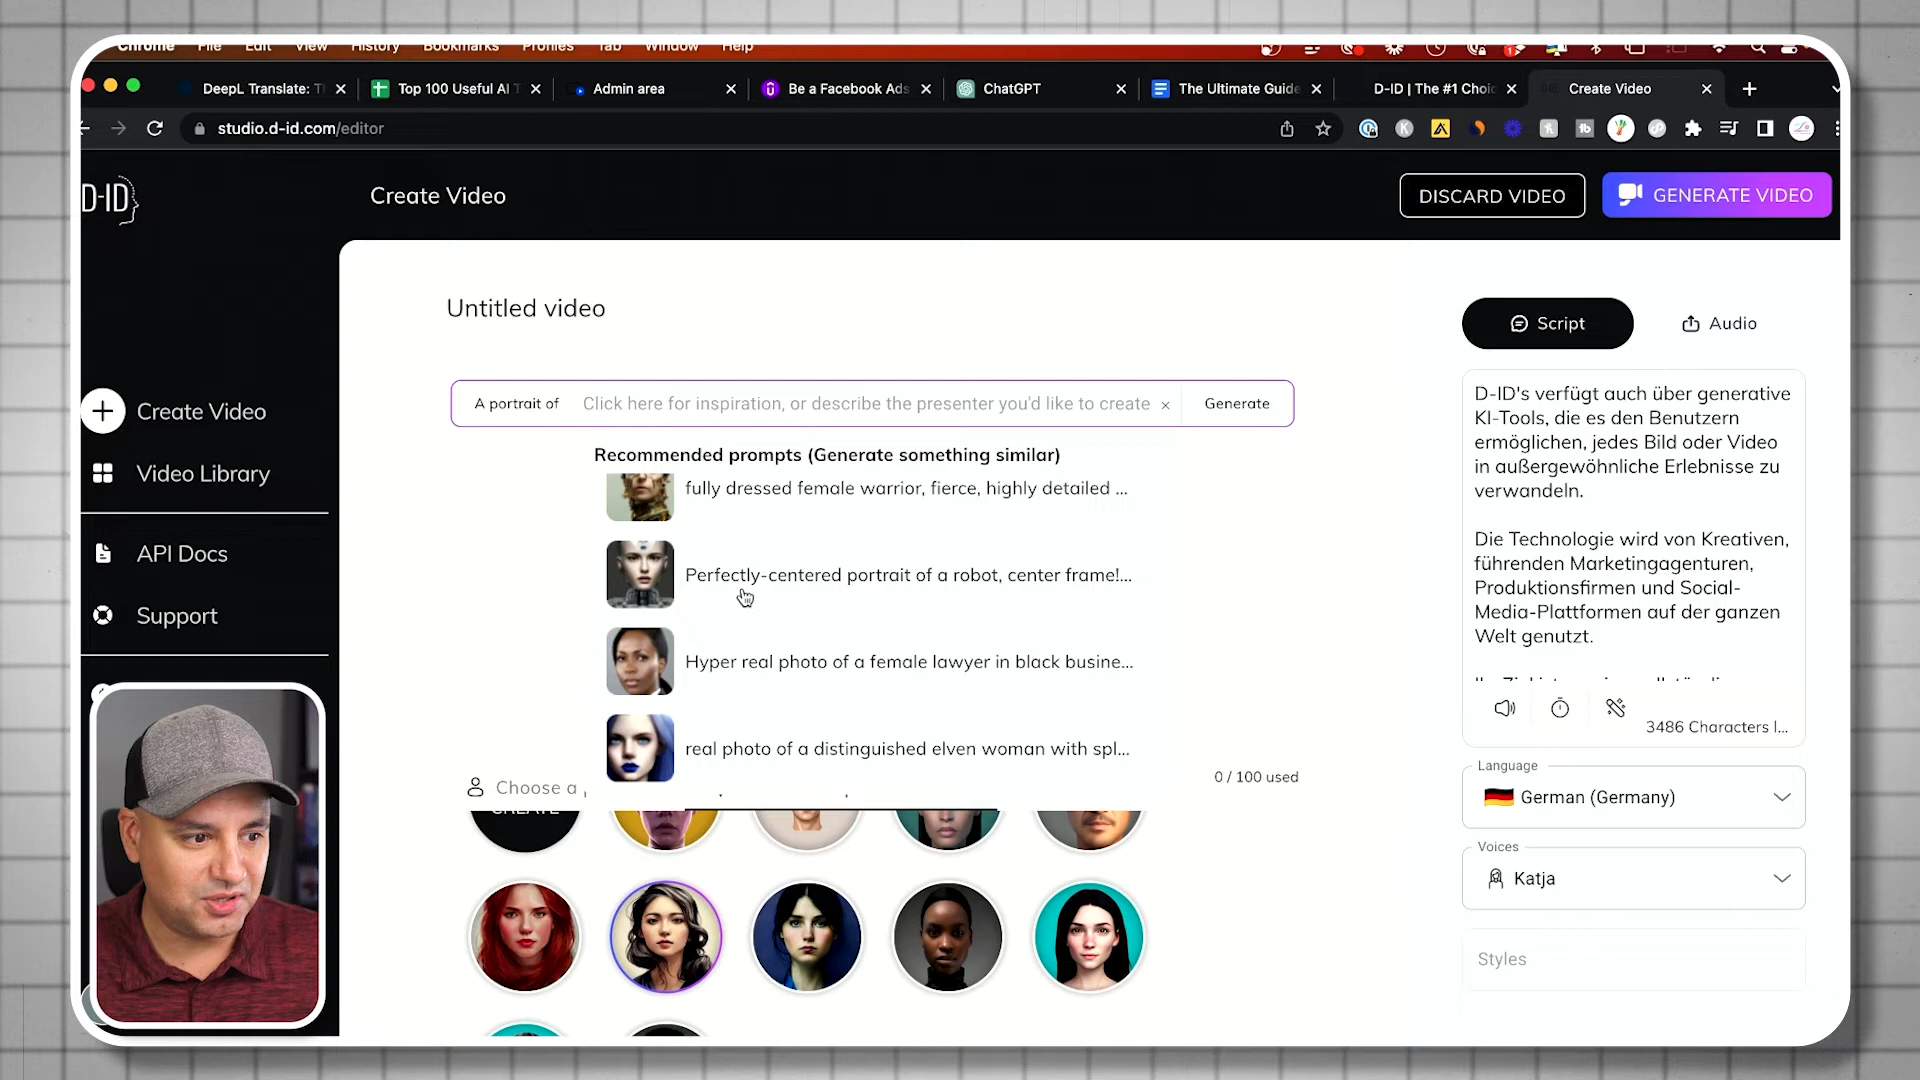 Chrome File Edit View History Bookmarks Profiles Tab Window Help
DeepL Translate: T
Top 100 Useful AI T
Admin area
Be a Facebook Ads
ChatGPT
The Ultimate Guide
D-ID | The #1 Choic
Create Video
studio.d-id.com/editor
D-ID
Create Video
DISCARD VIDEO
GENERATE VIDEO
Create Video
Video Library
API Docs
Support
Untitled video
A portrait of
Click here for inspiration, or describe the presenter you'd like to create
Generate
Recommended prompts (Generate something similar)
fully dressed female warrior, fierce, highly detailed ...
Perfectly-centered portrait of a robot, center frame!...
Hyper real photo of a female lawyer in black busine...
real photo of a distinguished elven woman with spl...
Choose a
0 / 100 used
CREATE
Script
Audio
D-ID's verfügt auch über generative
KI-Tools, die es den Benutzern
ermöglichen, jedes Bild oder Video
in außergewöhnliche Erlebnisse zu
verwandeln.
Die Technologie wird von Kreativen,
führenden Marketingagenturen,
Produktionsfirmen und Social-
Media-Plattformen auf der ganzen
Welt genutzt.
3486 Characters l...
Language
German (Germany)
Voices
Katja
Styles